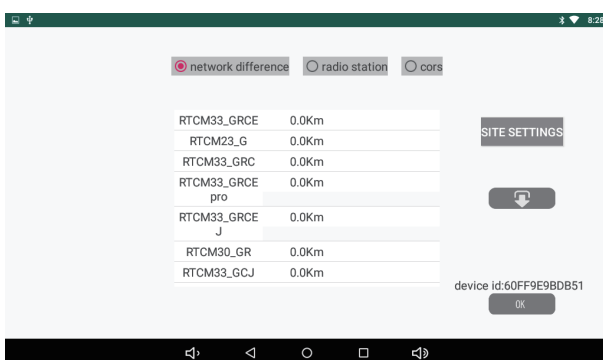 8:28
network difference radio station cors
RTCM33_GRCE 0.0Km
RTCM23_G 0.0Km
RTCM33_GRC 0.0Km
RTCM33_GRCE 0.0Km
pro
RTCM33_GRCE 0.0Km
J
RTCM30_GR 0.0Km
RTCM33_GCJ 0.0Km
SITE SETTINGS
device id:60FF9E9BDB51
OK